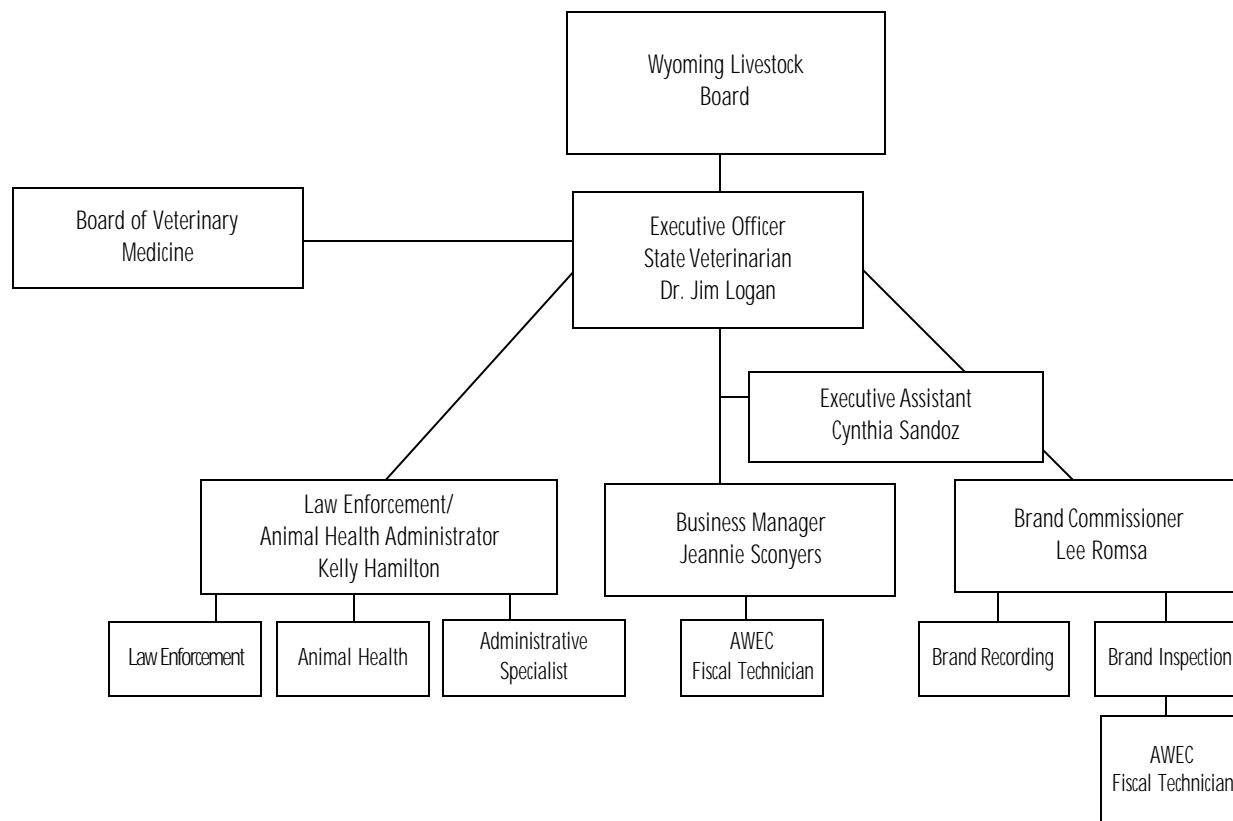 Wyoming Livestock
Board
Board of Veterinary
Medicine
Executive Officer
State Veterinarian
Dr. Jim Logan
Executive Assistant
Cynthia Sandoz
Law Enforcement/
Animal Health Administrator
Kelly Hamilton
Business Manager
Jeannie Sconyers
Brand Commissioner
Lee Romsa
Law Enforcement
Animal Health
Administrative
Specialist
AWEC
Fiscal Technician
Brand Recording
Brand Inspection
AWEC
Fiscal Technician